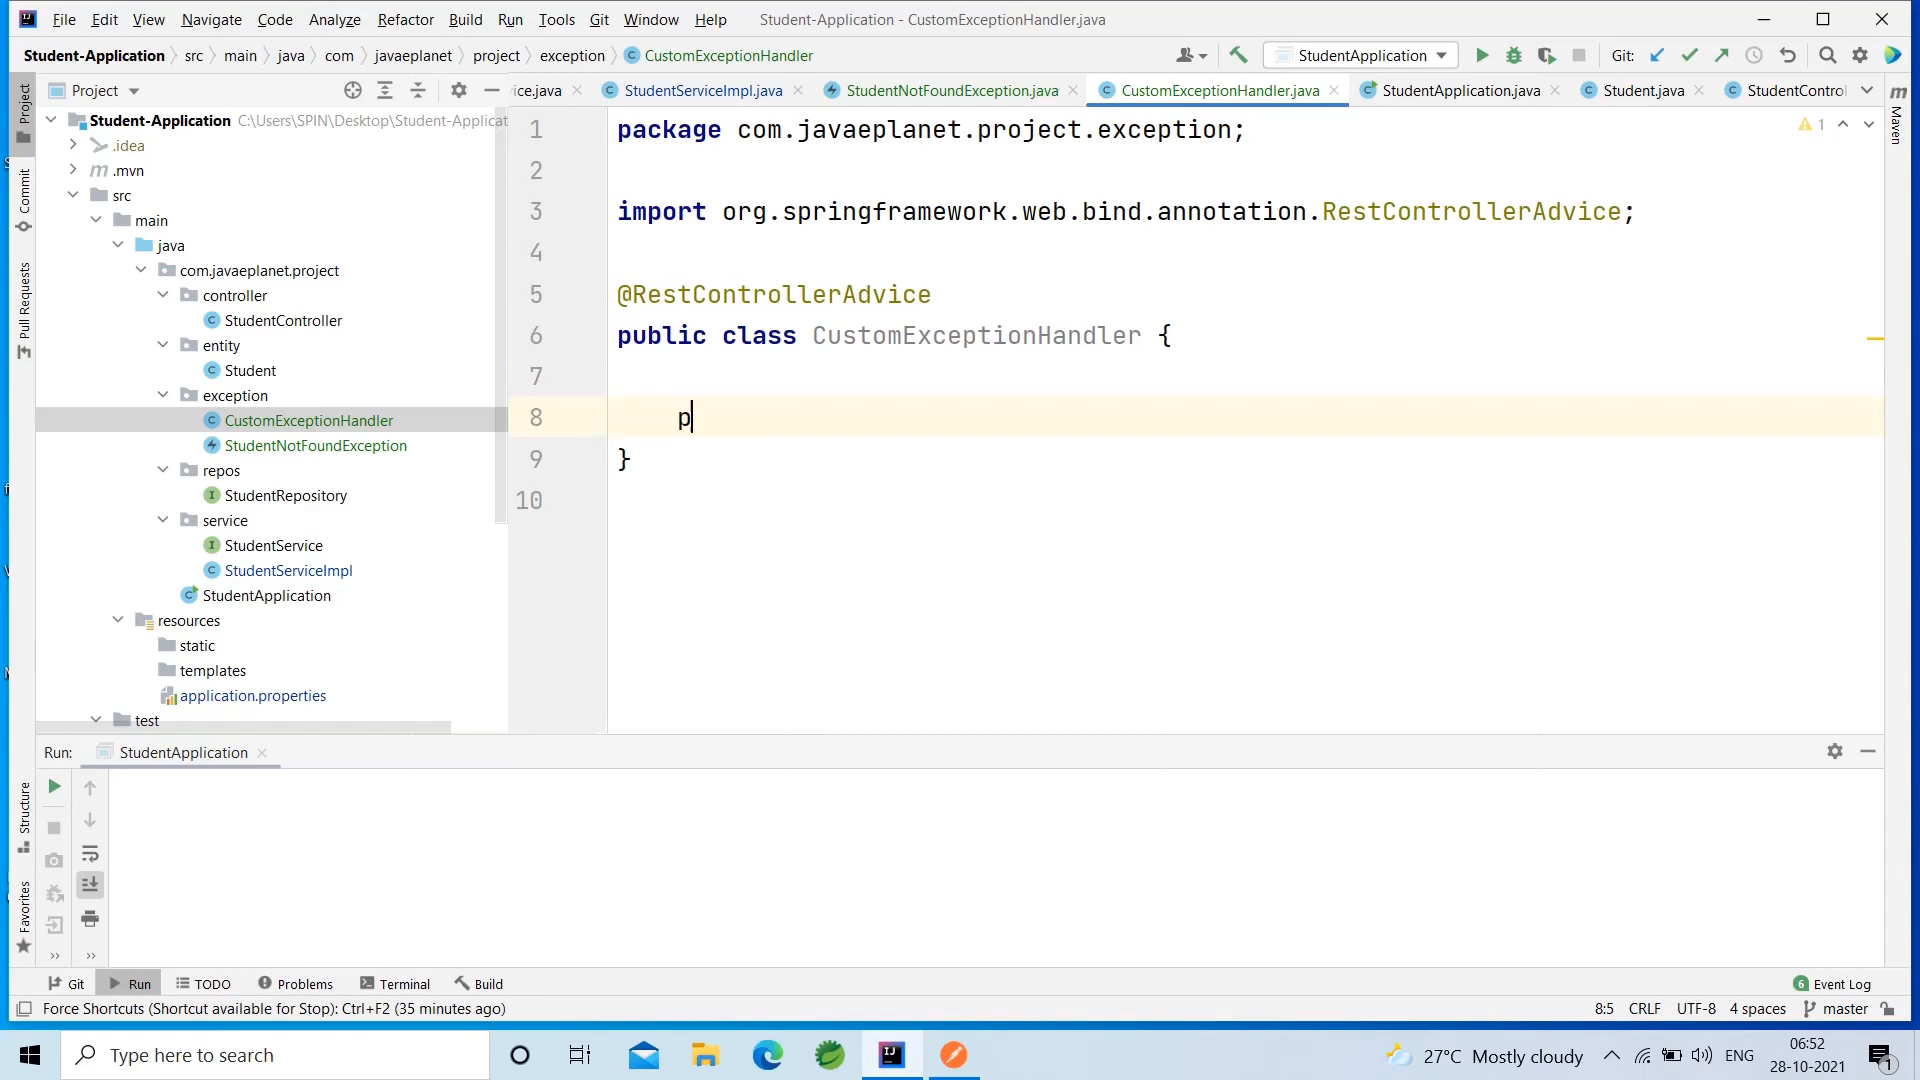 File Edit View Navigate Code Analyze Refactor Build Run Tools Git Window Help Student-Application - CustomExceptionHandler.java
Student-Application src main java com javaeplanet project exception CustomExceptionHandler StudentApplication Git:
Project ice.java StudentServiceImpl.java StudentNotFoundException.java CustomExceptionHandler.java StudentApplication.java Student.java StudentControl
Student-Application C:\Users\SPIN\Desktop\Student-Applicat
.idea
.mvn
src
main
java
com.javaeplanet.project
controller
StudentController
entity
Student
exception
CustomExceptionHandler
StudentNotFoundException
repos
StudentRepository
service
StudentService
StudentServiceImpl
StudentApplication
resources
static
templates
application.properties
test
1 package com.javaeplanet.project.exception;
2
3 import org.springframework.web.bind.annotation.RestControllerAdvice;
4
5 @RestControllerAdvice
6 public class CustomExceptionHandler {
7
8 p
9 }
10
1
Project
Commit
Pull Requests
Structure
Favorites
Maven
Run: StudentApplication
Git Run TODO Problems Terminal Build 6 Event Log
Force Shortcuts (Shortcut available for Stop): Ctrl+F2 (35 minutes ago) 8:5 CRLF UTF-8 4 spaces master
Type here to search 27°C Mostly cloudy ENG 06:52
28-10-2021 1